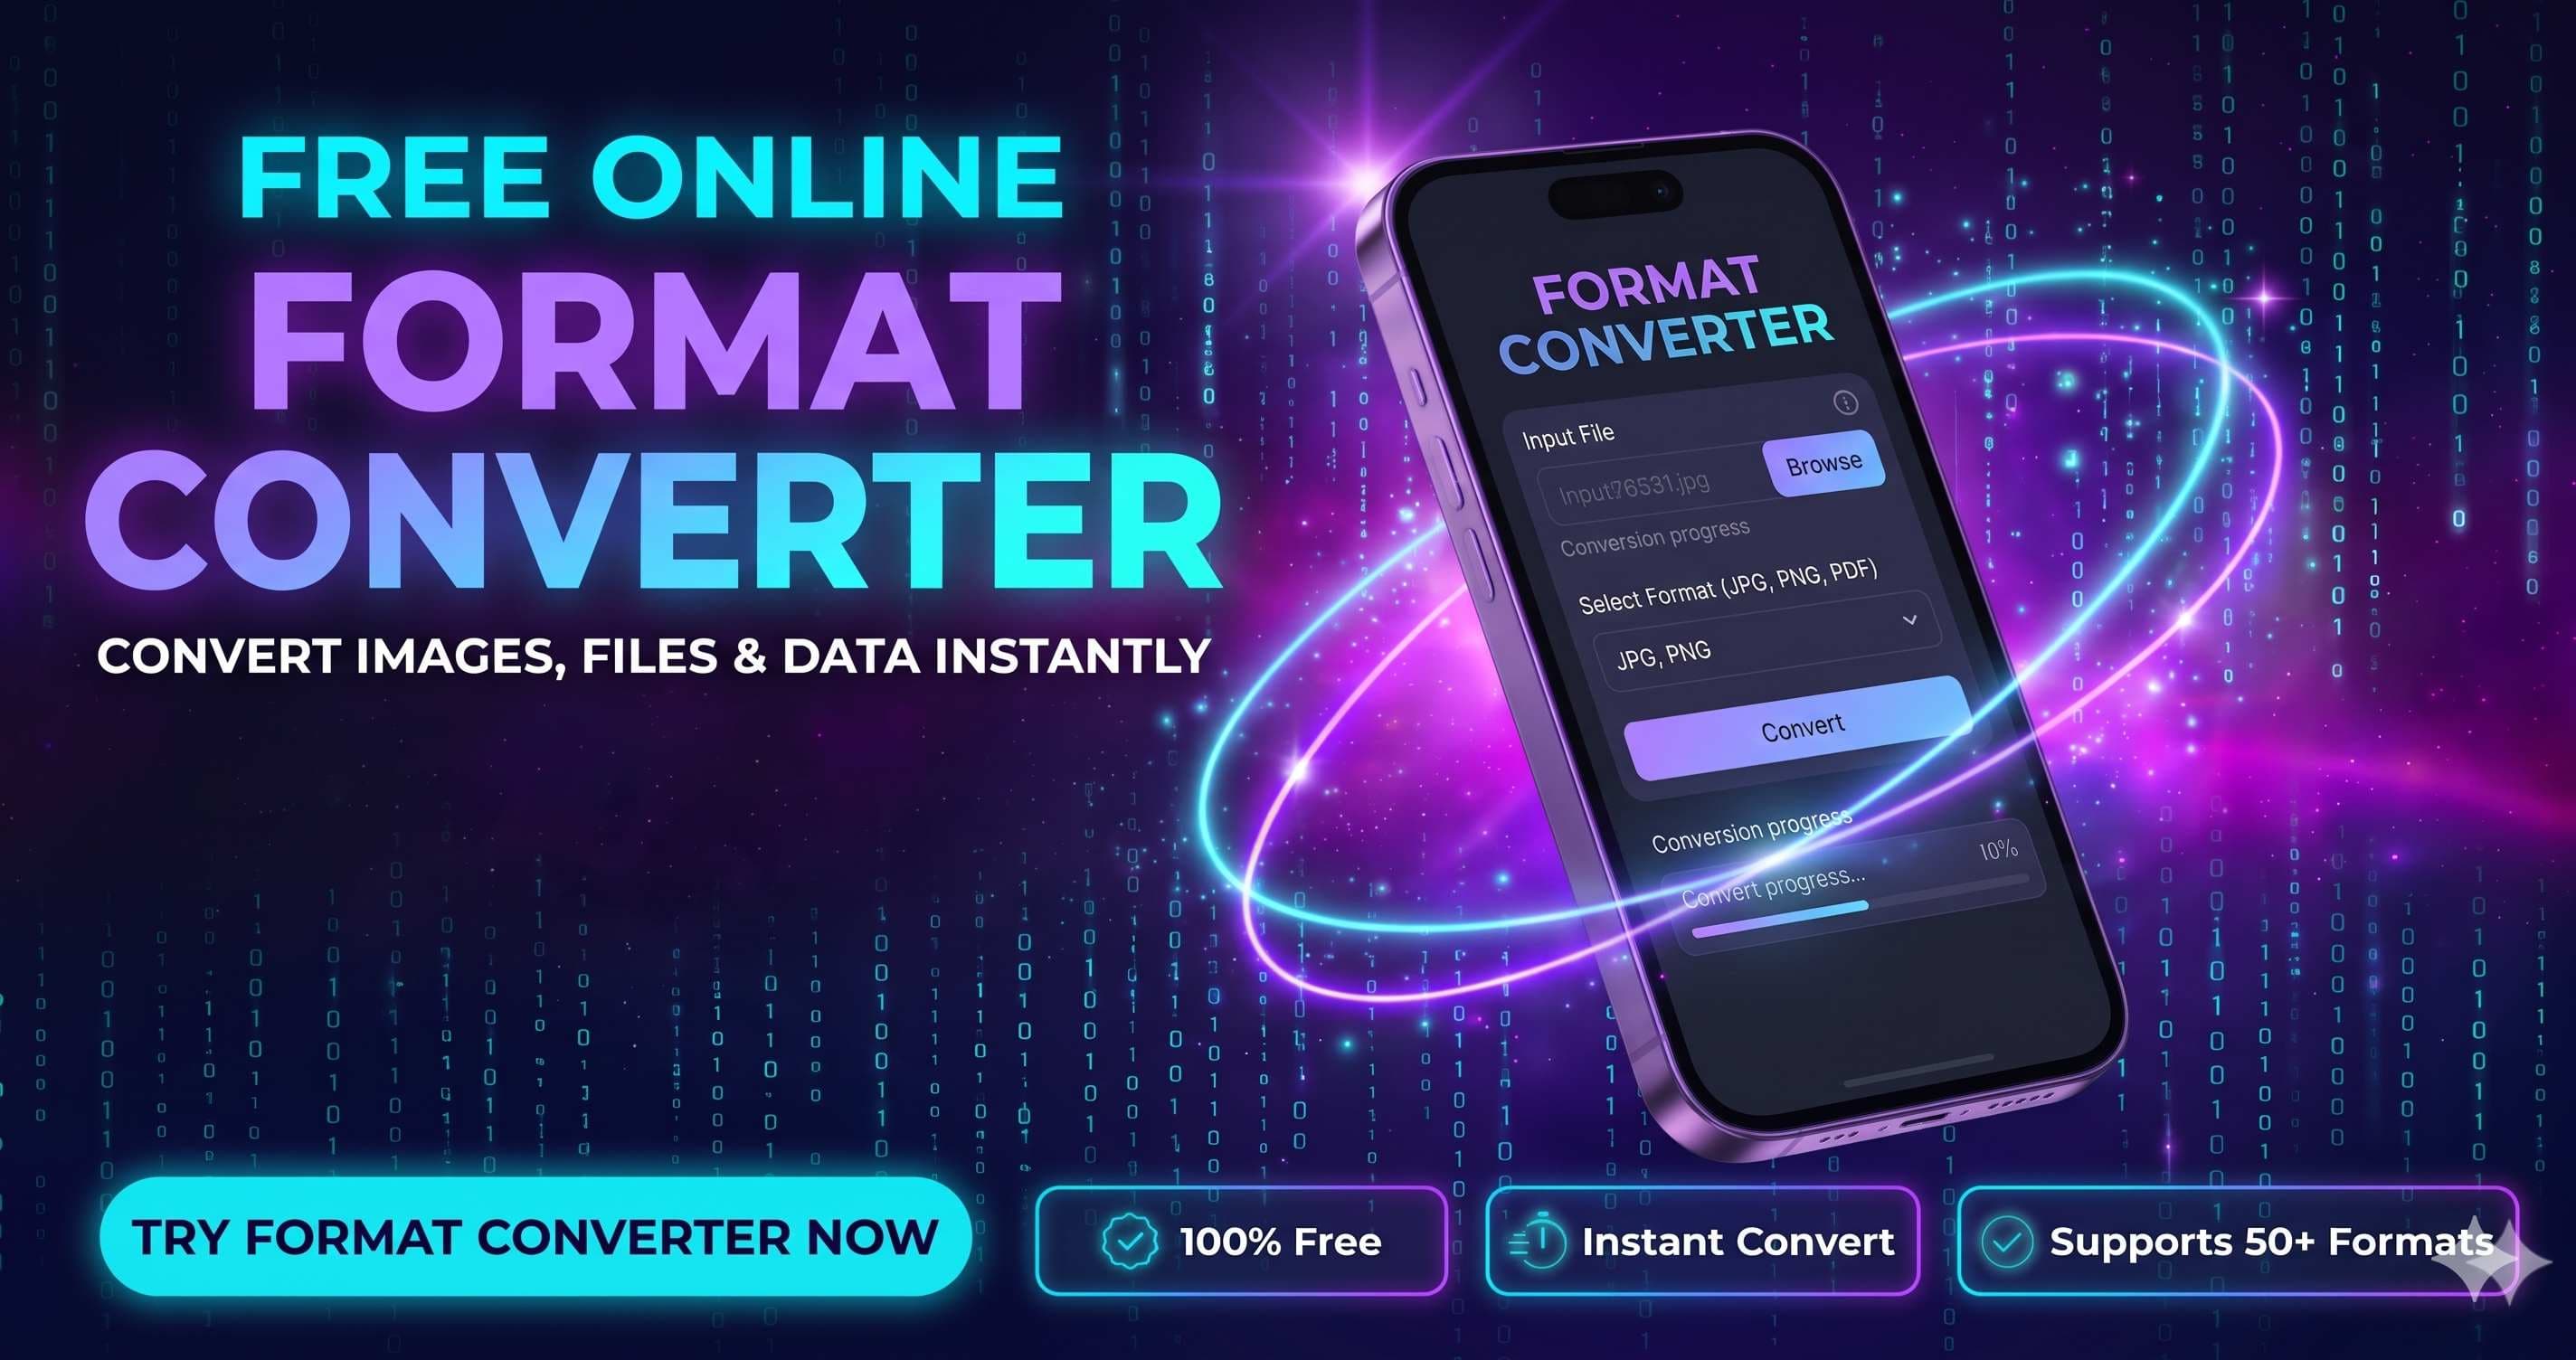 FREE ONLINE
FORMAT
CONVERTER
CONVERT IMAGES, FILES & DATA INSTANTLY
FORMAT
CONVERTER
Input File
Browse
Conversion progress
Select Format (JPG, PNG, PDF)
JPG, PNG
Convert
Conversion progress
10%
Convert progress...
TRY FORMAT CONVERTER NOW
100% Free
Instant Convert
Supports 50+ Formats